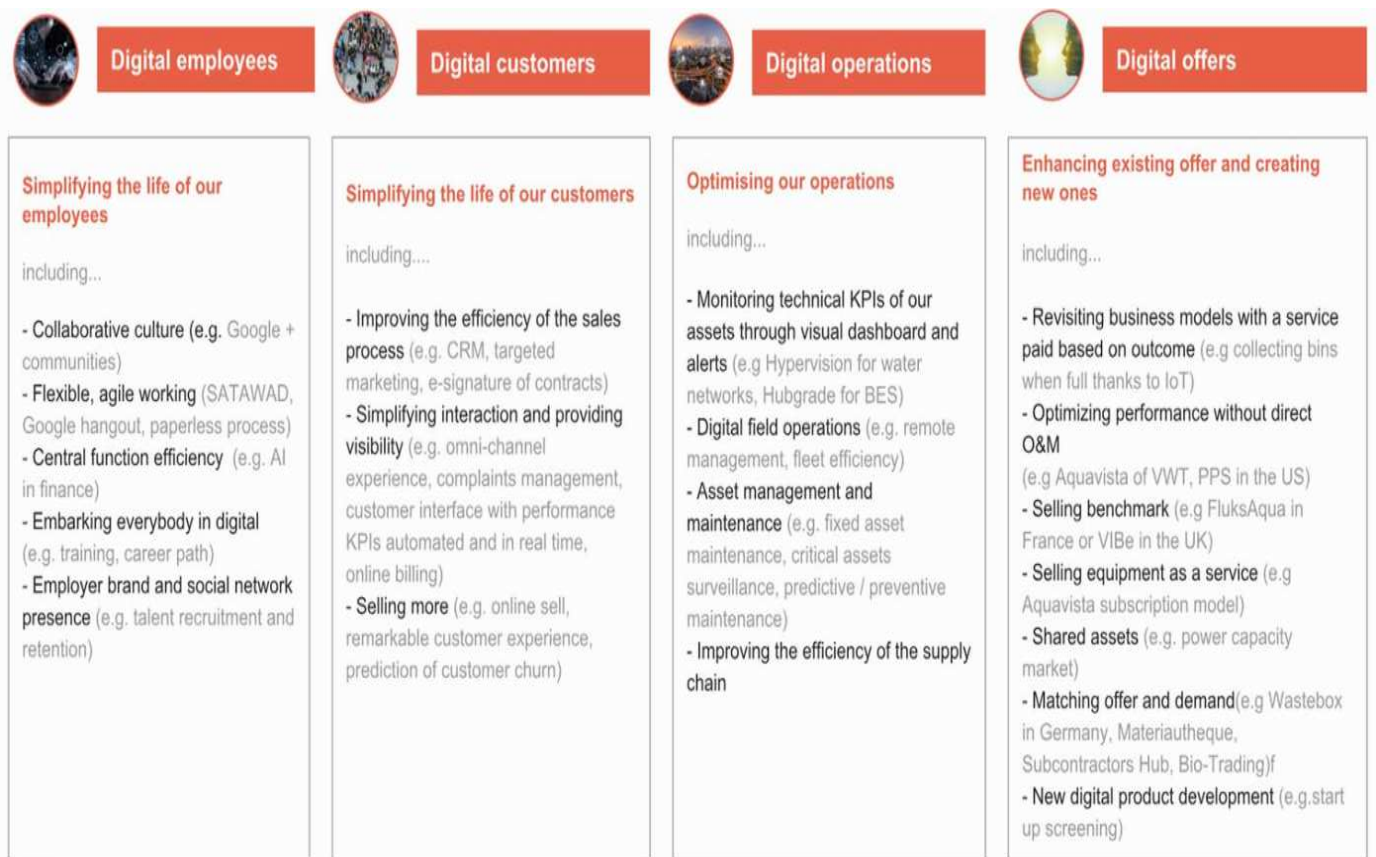 Digital employees
Simplifying the life of our
employees
including...
- Collaborative culture (e.g. Google +
communities)
- Flexible, agile working (SATAWAD,
Google hangout, paperless process)
- Central function efficiency (e.g. AI
in finance)
- Embarking everybody in digital
(e.g. training, career path)
- Employer brand and social network
presence (e.g. talent recruitment and
retention)
Digital customers
Simplifying the life of our customers
including....
- Improving the efficiency of the sales
process (e.g. CRM, targeted
marketing, e-signature of contracts)
- Simplifying interaction and providing
visibility (e.g. omni-channel
experience, complaints management,
customer interface with performance
KPIs automated and in real time,
online billing)
- Selling more (e.g. online sell,
remarkable customer experience,
prediction of customer churn)
Digital operations
Optimising our operations
including...
- Monitoring technical KPIs of our
assets through visual dashboard and
alerts (e.g Hypervision for water
networks, Hubgrade for BES)
- Digital field operations (e.g. remote
management, fleet efficiency)
- Asset management and
maintenance (e.g. fixed asset
maintenance, critical assets
surveillance, predictive / preventive
maintenance)
- Improving the efficiency of the supply
chain
Digital offers
Enhancing existing offer and creating
new ones
including...
- Revisiting business models with a service
paid based on outcome (e.g collecting bins
when full thanks to IoT)
- Optimizing performance without direct
O&M
(e.g Aquavista of VWT, PPS in the US)
- Selling benchmark (e.g FluksAqua in
France or VIBe in the UK)
- Selling equipment as a service (e.g
Aquavista subscription model)
- Shared assets (e.g. power capacity
market)
- Matching offer and demand(e.g Wastebox
in Germany, Materiautheque,
Subcontractors Hub, Bio-Trading)f
- New digital product development (e.g.start
up screening)